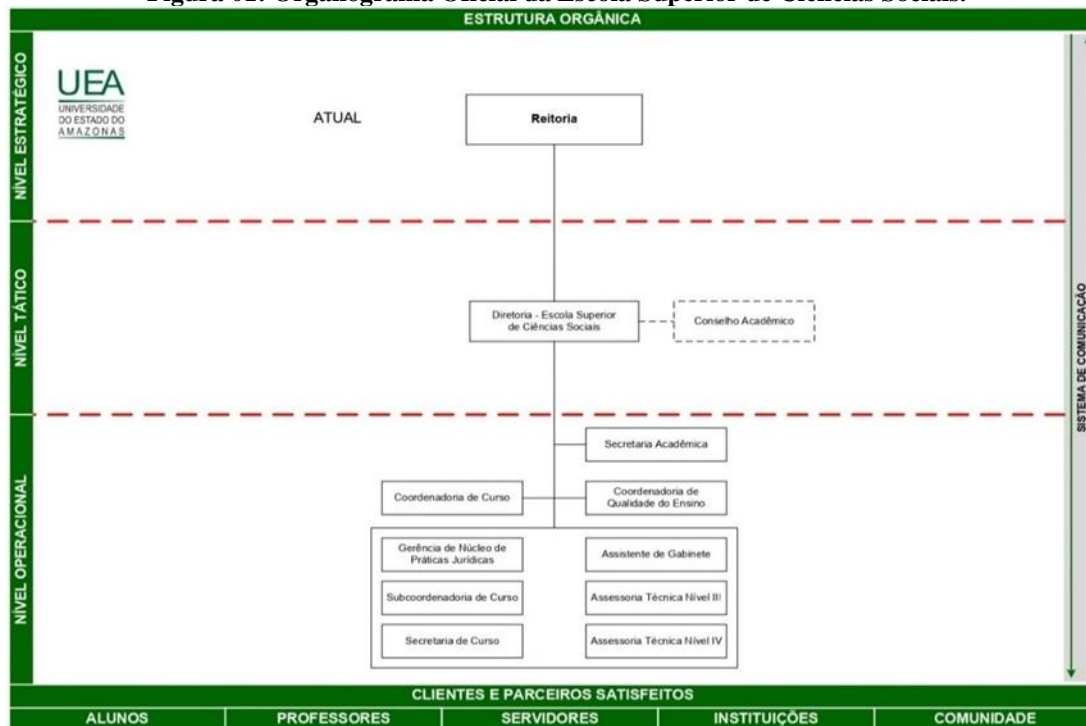 Figura 02: Organograma Oficial da Escola Superior de Ciências Sociais.
ESTRUTURA ORGÂNICA
NÍVEL ESTRATÉGICO
UEA
UNIVERSIDADE
DO ESTADO DO
AMAZONAS
ATUAL
Reitoria
NÍVEL TÁTICO
Diretoria - Escola Superior
de Ciências Sociais
Conselho Acadêmico
SISTEMA DE COMUNICAÇÃO
NÍVEL OPERACIONAL
Secretaria Acadêmica
Coordenadoria de Curso
Coordenadoria de
Qualidade do Ensino
Gerência de Núcleo de
Práticas Jurídicas
Assistente de Gabinete
Subcoordenadoria de Curso
Assessoria Técnica Nível III
Secretaria de Curso
Assessoria Técnica Nível IV
CLIENTES E PARCEIROS SATISFEITOS
ALUNOS
PROFESSORES
SERVIDORES
INSTITUIÇÕES
COMUNIDADE